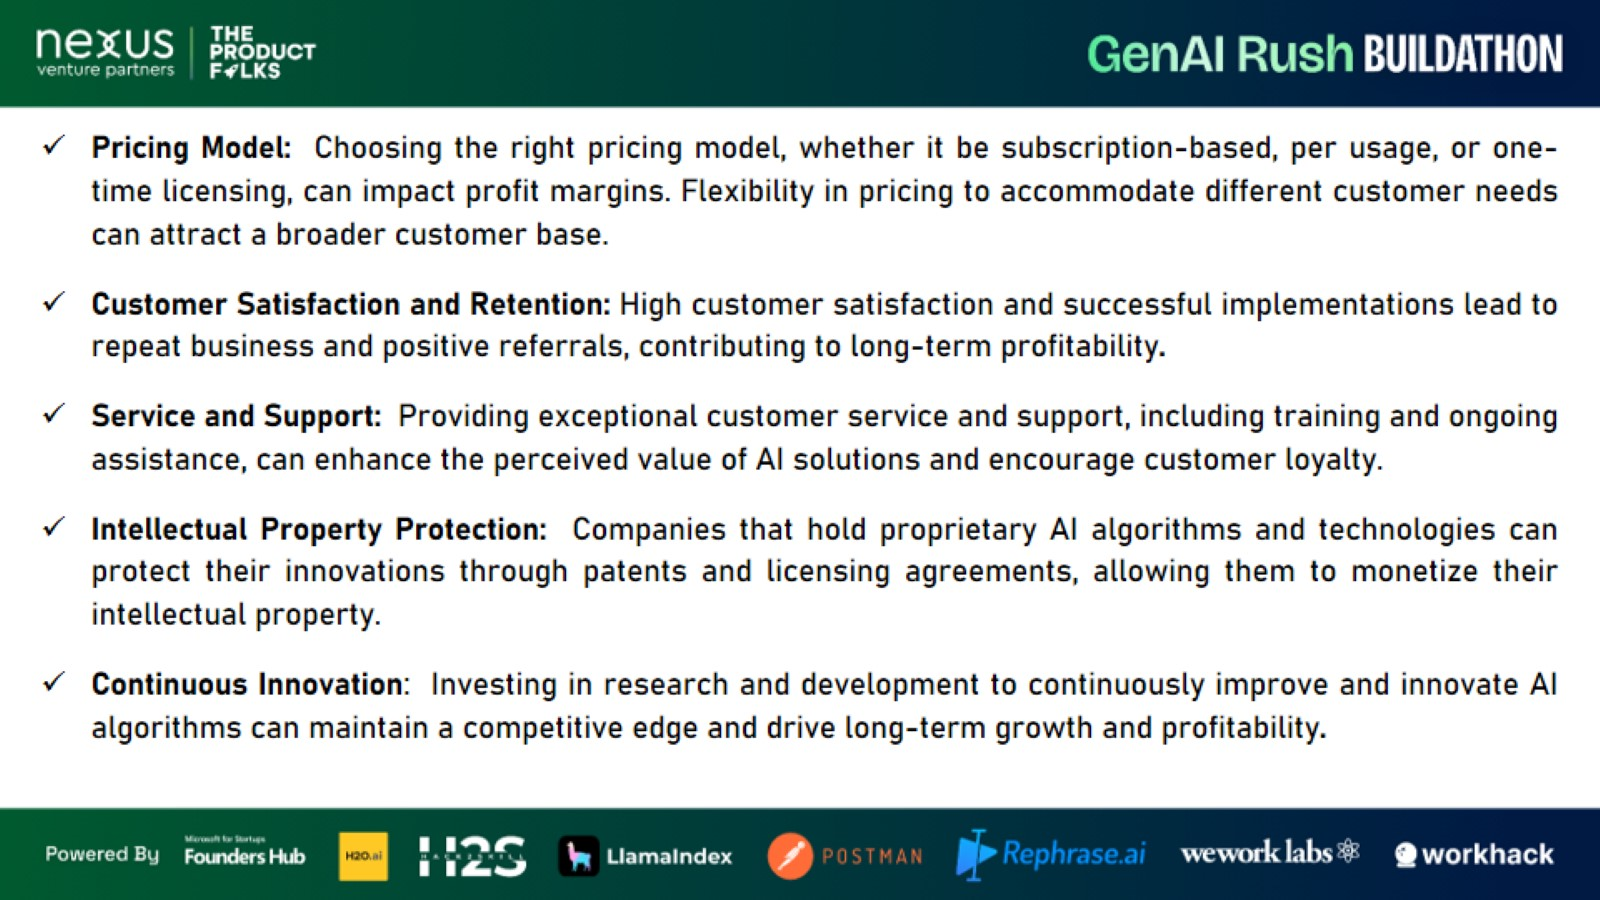 nexus
venture partners
THE
PRODUCT
FOLKS
GenAI Rush BUILDATHON
✓ Pricing Model: Choosing the right pricing model, whether it be subscription-based, per usage, or one-
time licensing, can impact profit margins. Flexibility in pricing to accommodate different customer needs
can attract a broader customer base.
✓ Customer Satisfaction and Retention: High customer satisfaction and successful implementations lead to
repeat business and positive referrals, contributing to long-term profitability.
✓ Service and Support: Providing exceptional customer service and support, including training and ongoing
assistance, can enhance the perceived value of AI solutions and encourage customer loyalty.
✓ Intellectual Property Protection: Companies that hold proprietary AI algorithms and technologies can
protect their innovations through patents and licensing agreements, allowing them to monetize their
intellectual property.
✓ Continuous Innovation: Investing in research and development to continuously improve and innovate AI
algorithms can maintain a competitive edge and drive long-term growth and profitability.
Powered By
Microsoft for Startups
Founders Hub
H2O.ai
H2S
HACK2SKILL
LlamaIndex
POSTMAN
Rephrase.ai
wework labs
workhack